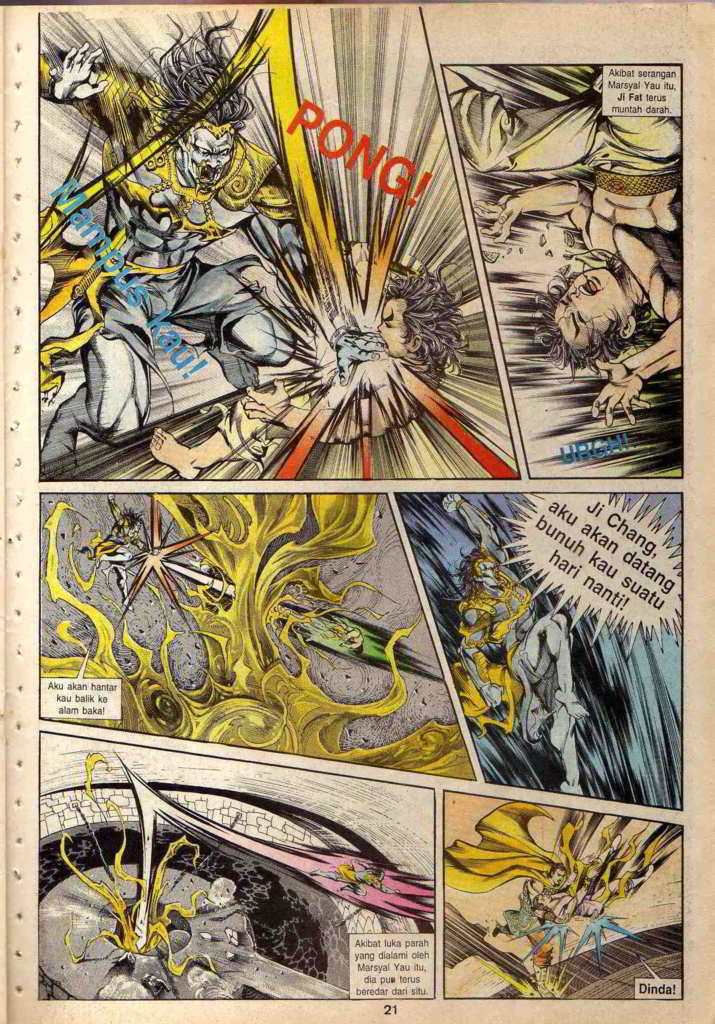 PONG!
Mampus kau!
Akibat serangan
Marsyal Yau itu,
Ji Fat terus
muntah darah.
URGH!
Aku akan hantar
kau balik ke
alam baka!
Ji Chang,
aku akan datang
bunuh kau suatu
hari nanti!
Akibat luka parah
yang dialami oleh
Marsyal Yau itu,
dia pun terus
beredar dari situ.
Dinda!
21